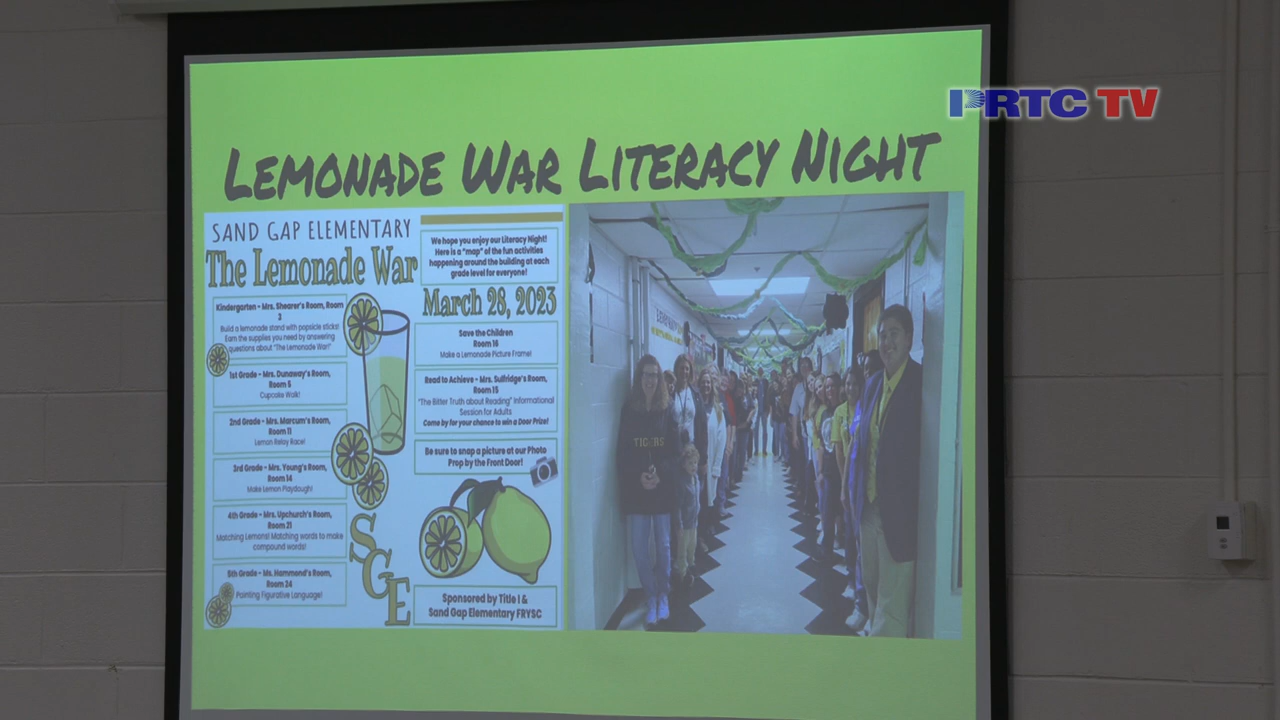 PRTC TV
LEMONADE WAR LITERACY NIGHT
SAND GAP ELEMENTARY
The Lemonade War
Kindergarten - Mrs. Shearer's Room, Room
3
Build a lemonade stand with popsicle sticks!
Earn the supplies you need by answering
questions about "The Lemonade War!"
1st Grade - Mrs. Dunaway's Room,
Room 5
Cupcake Walk!
2nd Grade - Mrs. Marcum's Room,
Room 11
Lemon Relay Race!
3rd Grade - Mrs. Young's Room,
Room 14
Make Lemon Playdough!
4th Grade - Mrs. Upchurch's Room,
Room 21
Matching Lemons! Matching words to make
compound words!
5th Grade - Ms. Hammond's Room,
Room 24
Painting Figurative Language!
SGE
We hope you enjoy our Literacy Night!
Here is a "map" of the fun activities
happening around the building at each
grade level for everyone!
March 28, 2023
Save the Children
Room 16
Make a Lemonade Picture Frame!
Read to Achieve - Mrs. Sulfridge's Room,
Room 15
"The Bitter Truth about Reading" Informational
Session for Adults
Come by for your chance to win a Door Prize!
Be sure to snap a picture at our Photo
Prop by the Front Door!
Sponsored by Title I &
Sand Gap Elementary FRYSC
TIGERS